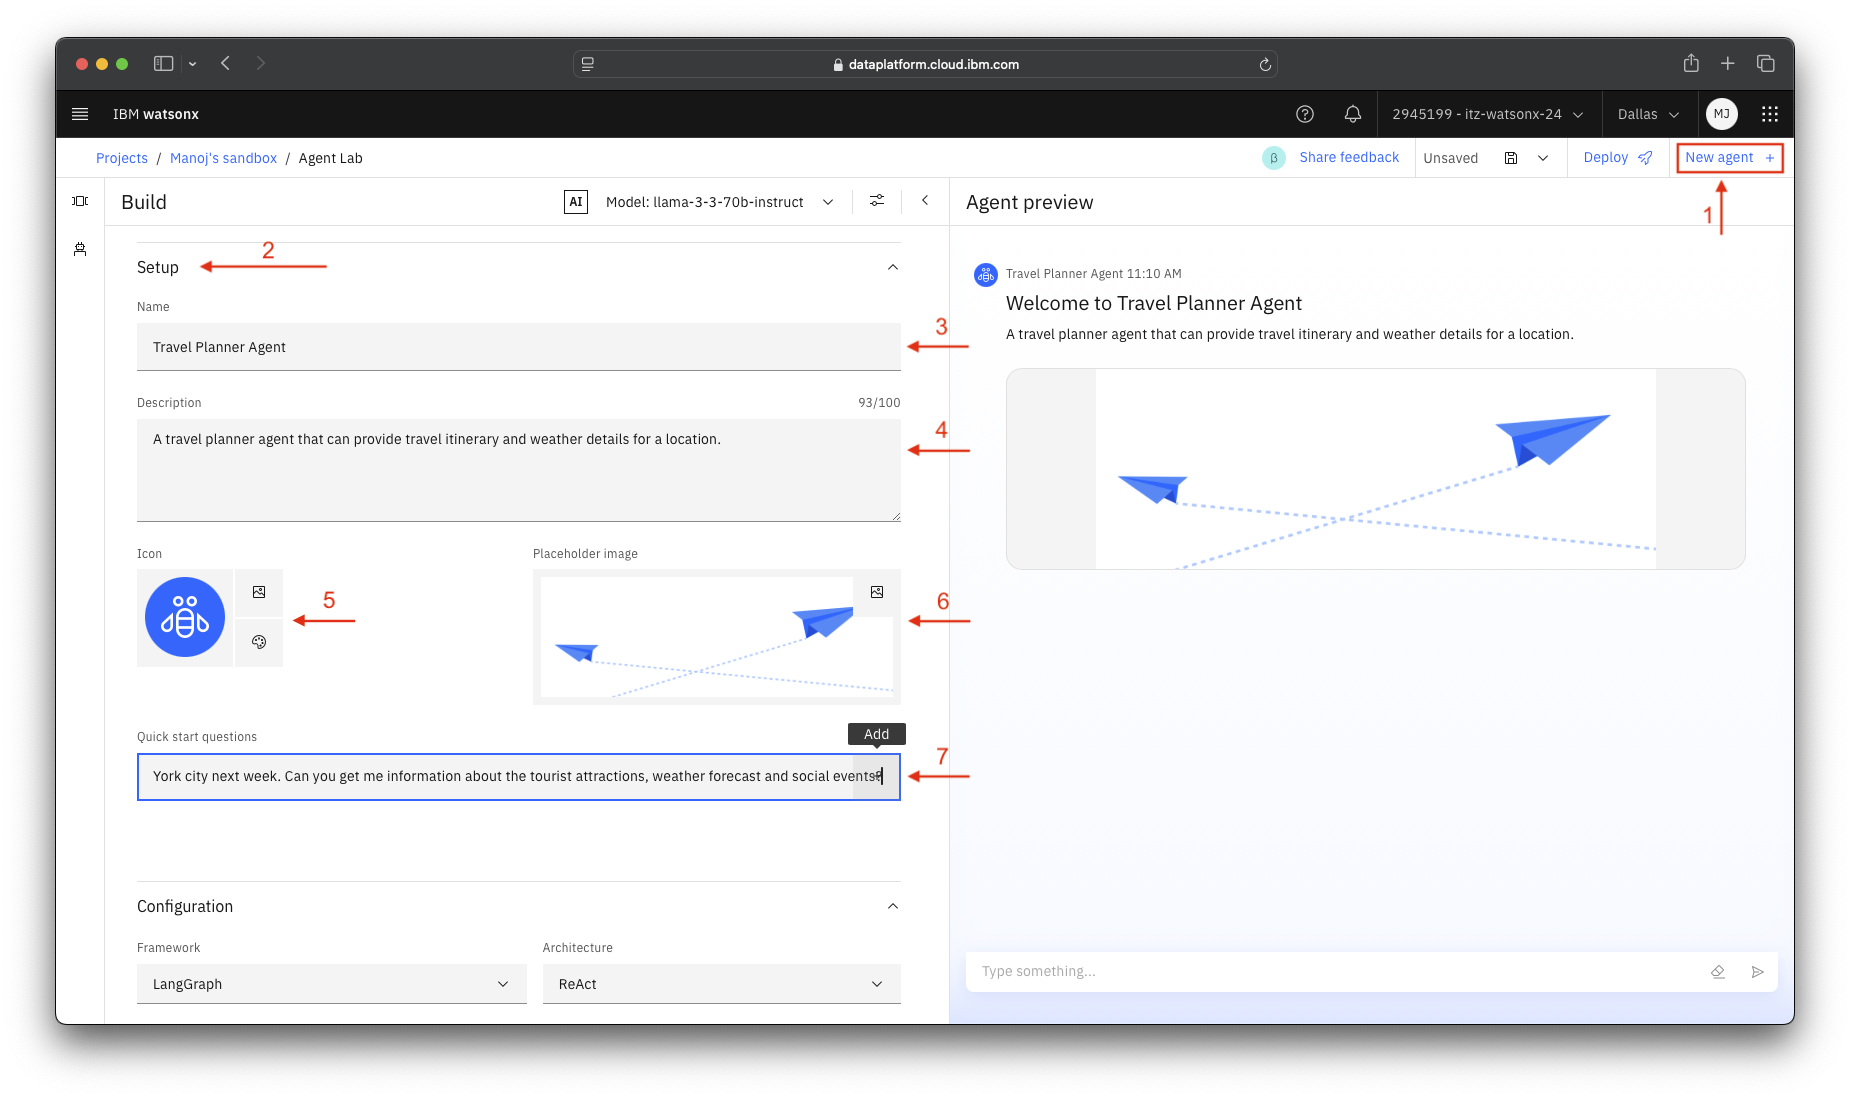 dataplatform.cloud.ibm.com
IBM watsonx
2945199 - itz-watsonx-24
Dallas
MJ
Projects / Manoj's sandbox / Agent Lab
β Share feedback
Unsaved
Deploy
New agent +
1
Build
AI Model: llama-3-3-70b-instruct
Agent preview
Setup
2
Name
Travel Planner Agent
3
Description
93/100
A travel planner agent that can provide travel itinerary and weather details for a location.
4
Icon
5
Placeholder image
6
Quick start questions
Add
York city next week. Can you get me information about the tourist attractions, weather forecast and social events?
7
Configuration
Framework
Architecture
LangGraph
ReAct
Travel Planner Agent 11:10 AM
Welcome to Travel Planner Agent
A travel planner agent that can provide travel itinerary and weather details for a location.
Type something...